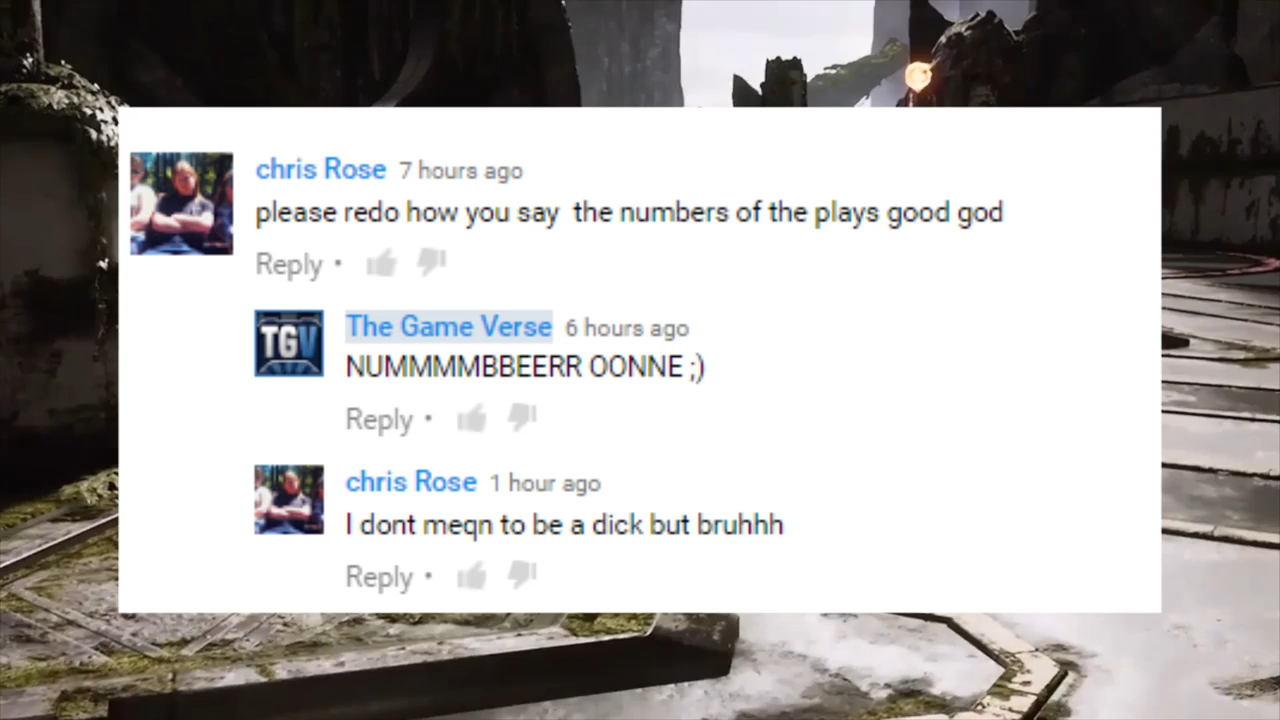 chris Rose 7 hours ago
please redo how you say  the numbers of the plays good god
Reply •
TGV
The Game Verse 6 hours ago
NUMMMMBBEERR OONNE ;)
Reply •
chris Rose 1 hour ago
I dont meqn to be a dick but bruhhh
Reply •